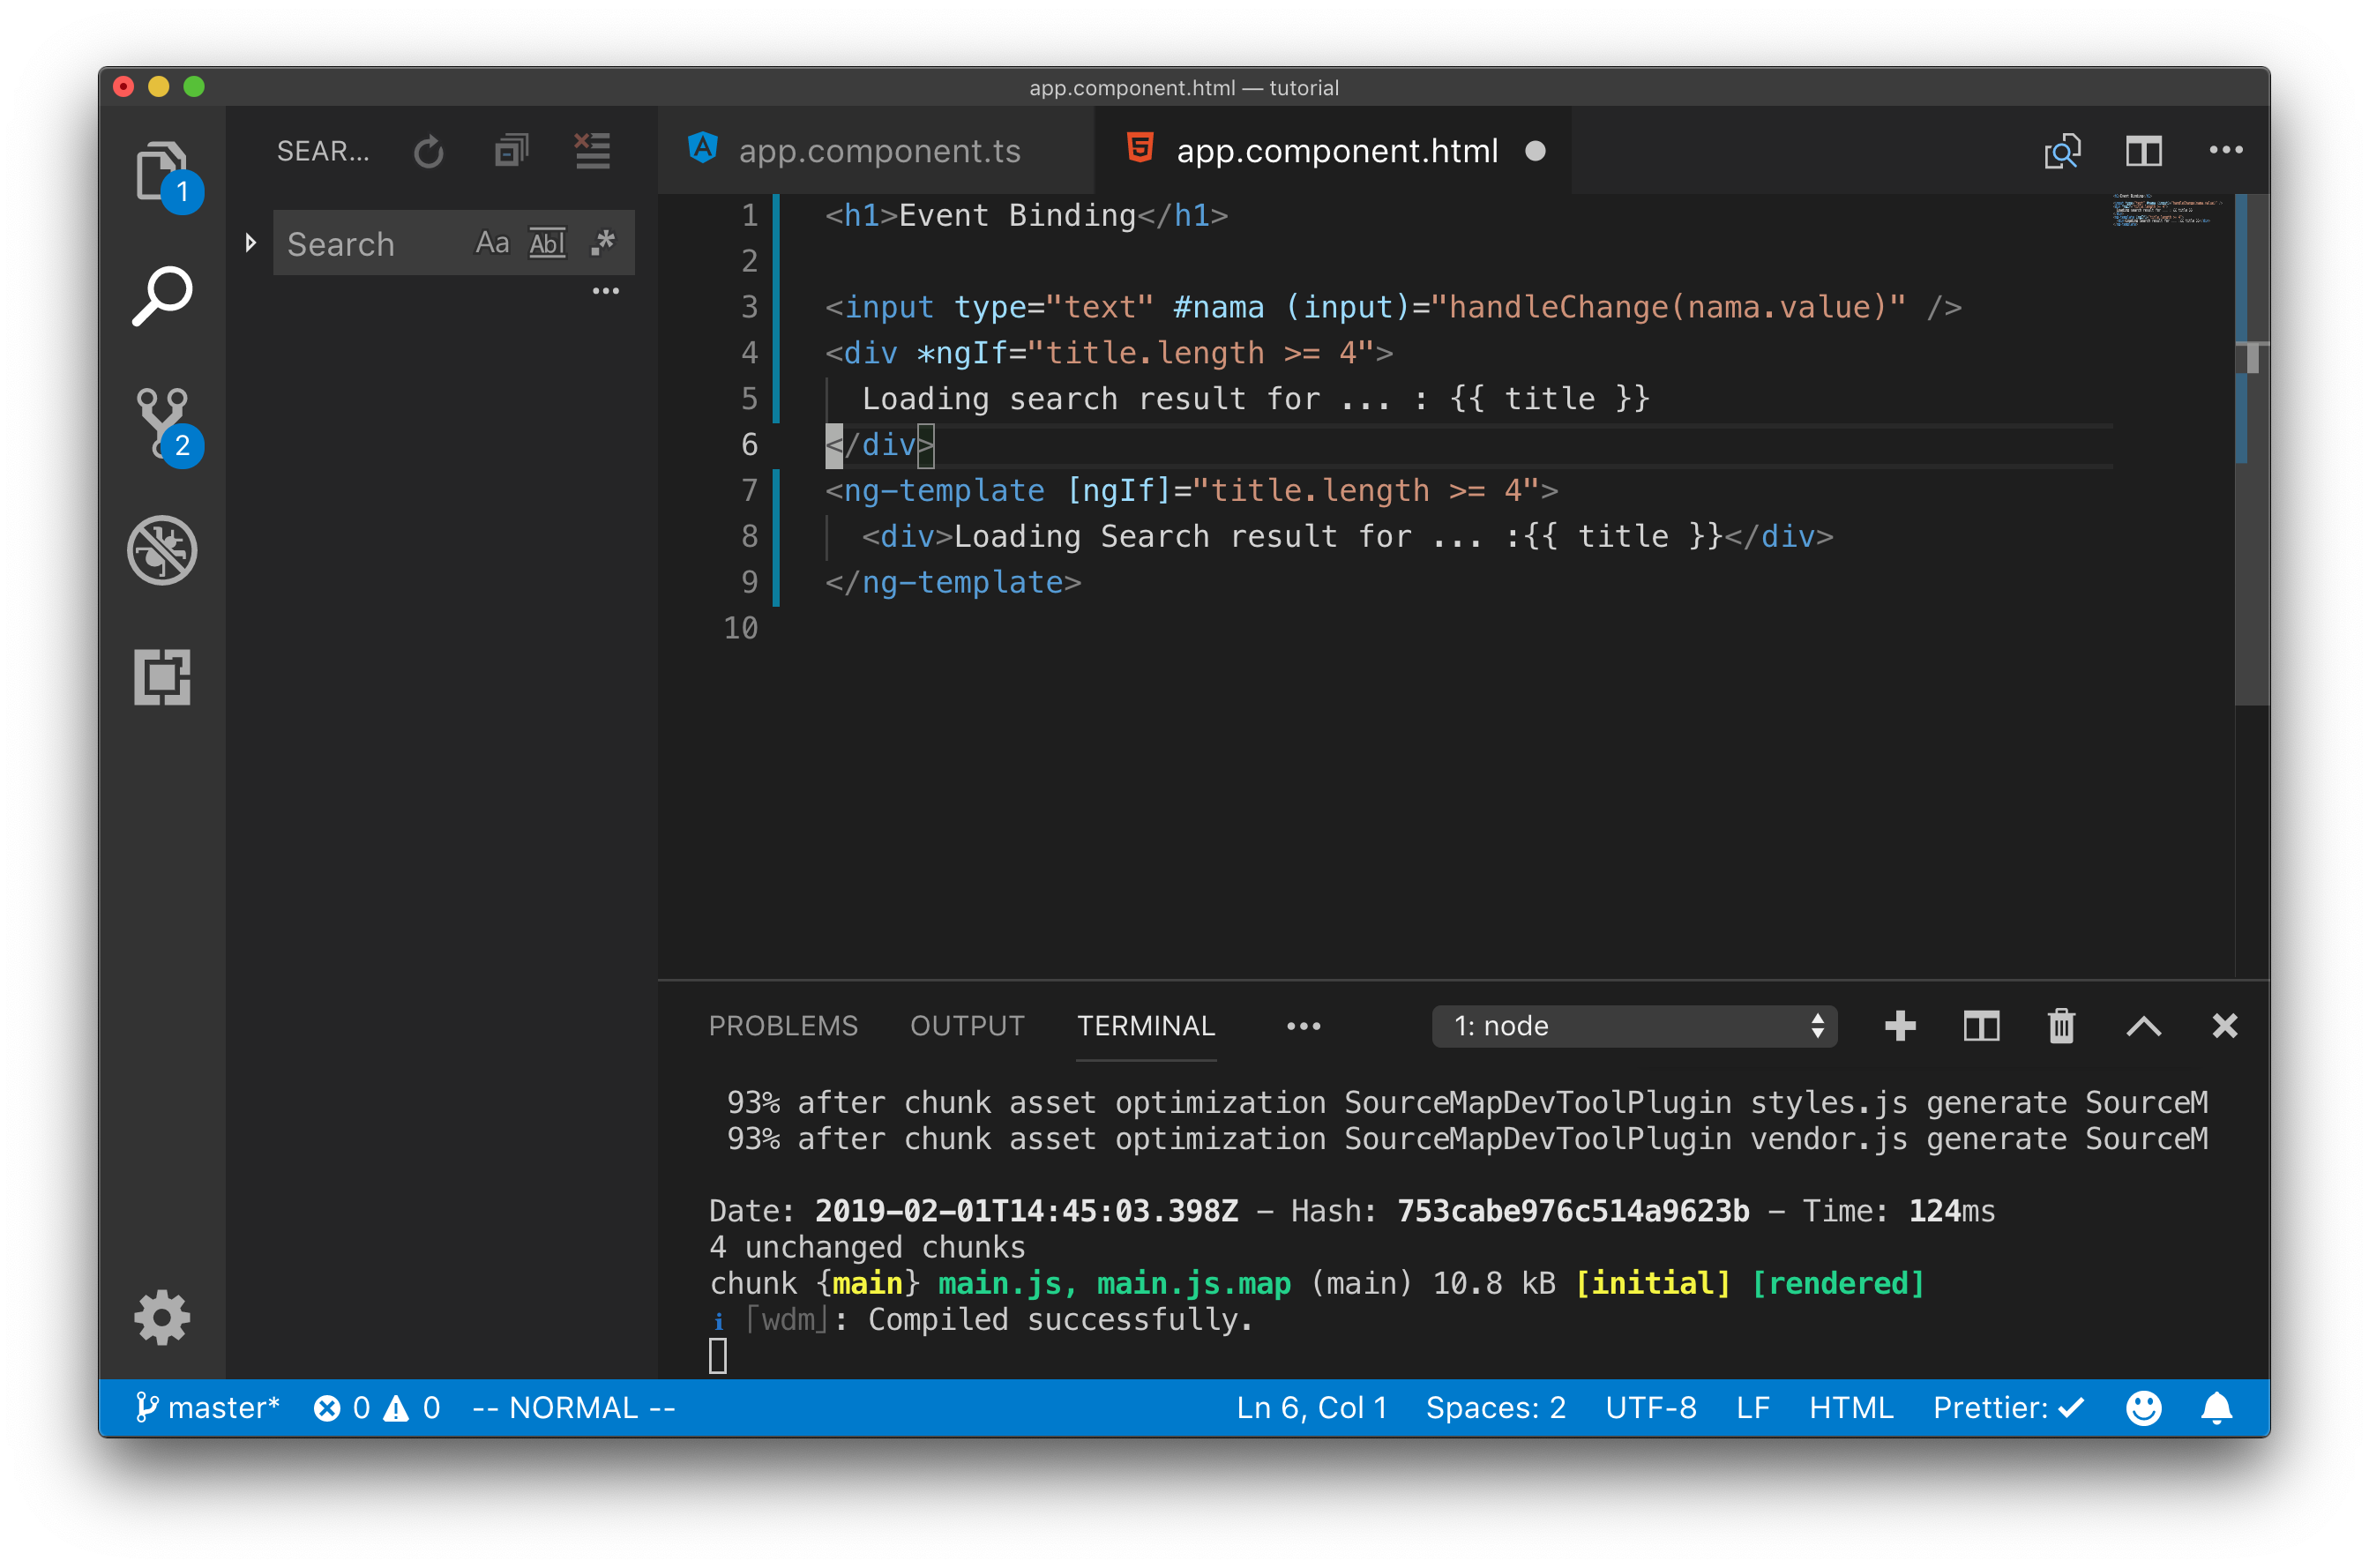 app.component.html — tutorial
SEAR...
app.component.ts
app.component.html
1
2
Search
Aa
Abl
.*
1 <h1>Event Binding</h1>
2
3 <input type="text" #nama (input)="handleChange(nama.value)" />
4 <div *ngIf="title.length >= 4">
5 Loading search result for ... : {{ title }}
6 </div>
7 <ng-template [ngIf]="title.length >= 4">
8 <div>Loading Search result for ... :{{ title }}</div>
9 </ng-template>
10
PROBLEMS OUTPUT TERMINAL ••• 1: node
93% after chunk asset optimization SourceMapDevToolPlugin styles.js generate SourceM
93% after chunk asset optimization SourceMapDevToolPlugin vendor.js generate SourceM
Date: 2019-02-01T14:45:03.398Z - Hash: 753cabe976c514a9623b - Time: 124ms
4 unchanged chunks
chunk {main} main.js, main.js.map (main) 10.8 kB [initial] [rendered]
ℹ ｢wdm｣: Compiled successfully.
master* 0 0 -- NORMAL -- Ln 6, Col 1 Spaces: 2 UTF-8 LF HTML Prettier: ✓